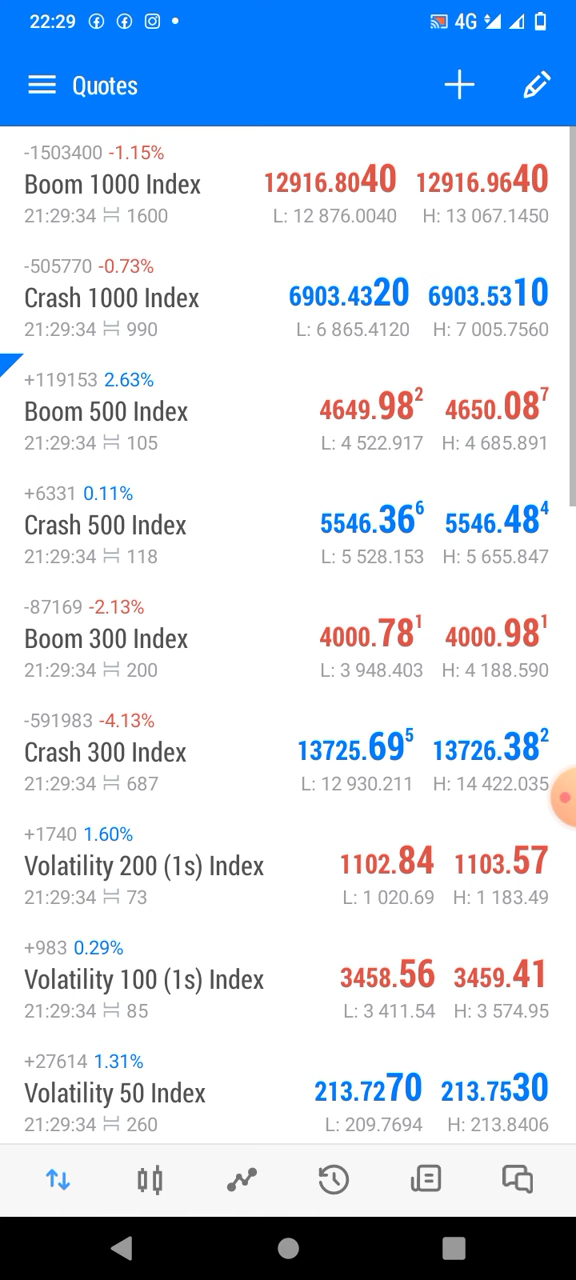 22:29 4G
Quotes
-1503400 -1.15%
Boom 1000 Index 12916.8040 12916.9640
21:29:34 1600 L: 12 876.0040 H: 13 067.1450
-505770 -0.73%
Crash 1000 Index 6903.4320 6903.5310
21:29:34 990 L: 6 865.4120 H: 7 005.7560
+119153 2.63%
Boom 500 Index 4649.982 4650.087
21:29:34 105 L: 4 522.917 H: 4 685.891
+6331 0.11%
Crash 500 Index 5546.366 5546.484
21:29:34 118 L: 5 528.153 H: 5 655.847
-87169 -2.13%
Boom 300 Index 4000.781 4000.981
21:29:34 200 L: 3 948.403 H: 4 188.590
-591983 -4.13%
Crash 300 Index 13725.695 13726.382
21:29:34 687 L: 12 930.211 H: 14 422.035
+1740 1.60%
Volatility 200 (1s) Index 1102.84 1103.57
21:29:34 73 L: 1 020.69 H: 1 183.49
+983 0.29%
Volatility 100 (1s) Index 3458.56 3459.41
21:29:34 85 L: 3 411.54 H: 3 574.95
+27614 1.31%
Volatility 50 Index 213.7270 213.7530
21:29:34 260 L: 209.7694 H: 213.8406